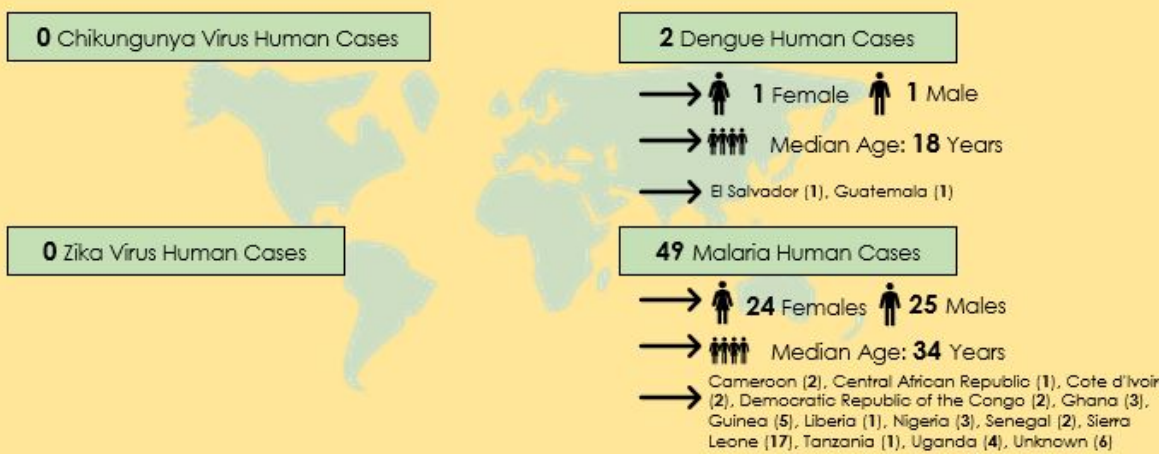 0 Chikungunya Virus Human Cases
2 Dengue Human Cases
1 Female 1 Male
Median Age: 18 Years
El Salvador (1), Guatemala (1)
0 Zika Virus Human Cases
49 Malaria Human Cases
24 Females 25 Males
Median Age: 34 Years
Cameroon (2), Central African Republic (1), Cote d'Ivoir
(2), Democratic Republic of the Congo (2), Ghana (3),
Guinea (5), Liberia (1), Nigeria (3), Senegal (2), Sierra
Leone (17), Tanzania (1), Uganda (4), Unknown (6)